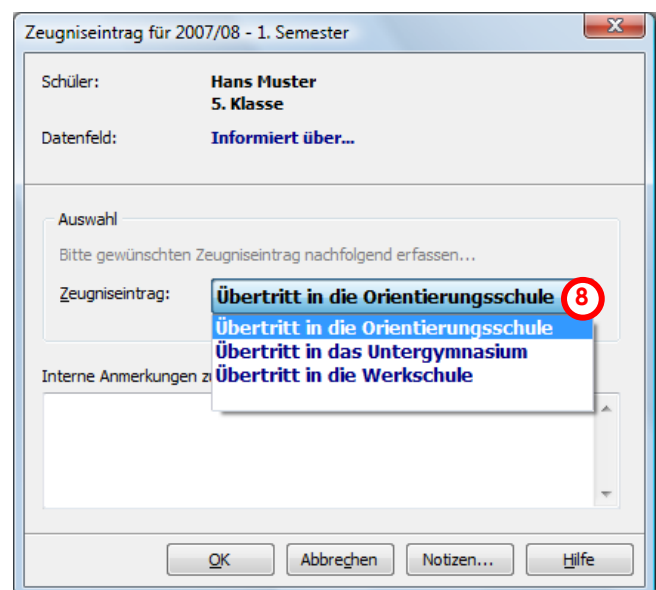 Zeugniseintrag für 2007/08 - 1. Semester
Schüler: Hans Muster
5. Klasse
Datenfeld: Informiert über...
Auswahl
Bitte gewünschten Zeugniseintrag nachfolgend erfassen...
Zeugniseintrag: Übertritt in die Orientierungsschule 8
Übertritt in die Orientierungsschule
Übertritt in das Untergymnasium
Interne Anmerkungen Übertritt in die Werkschule
OK Abbrechen Notizen... Hilfe